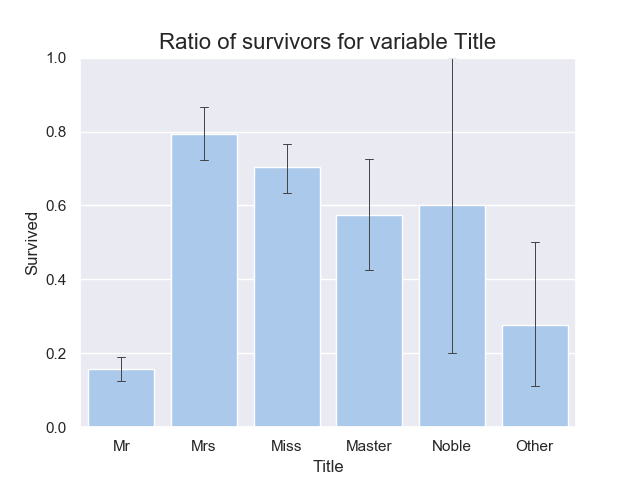 Ratio of survivors for variable Title
1.0
0.8
0.6
0.4
0.2
0.0
Survived
Mr Mrs Miss Master Noble Other
Title